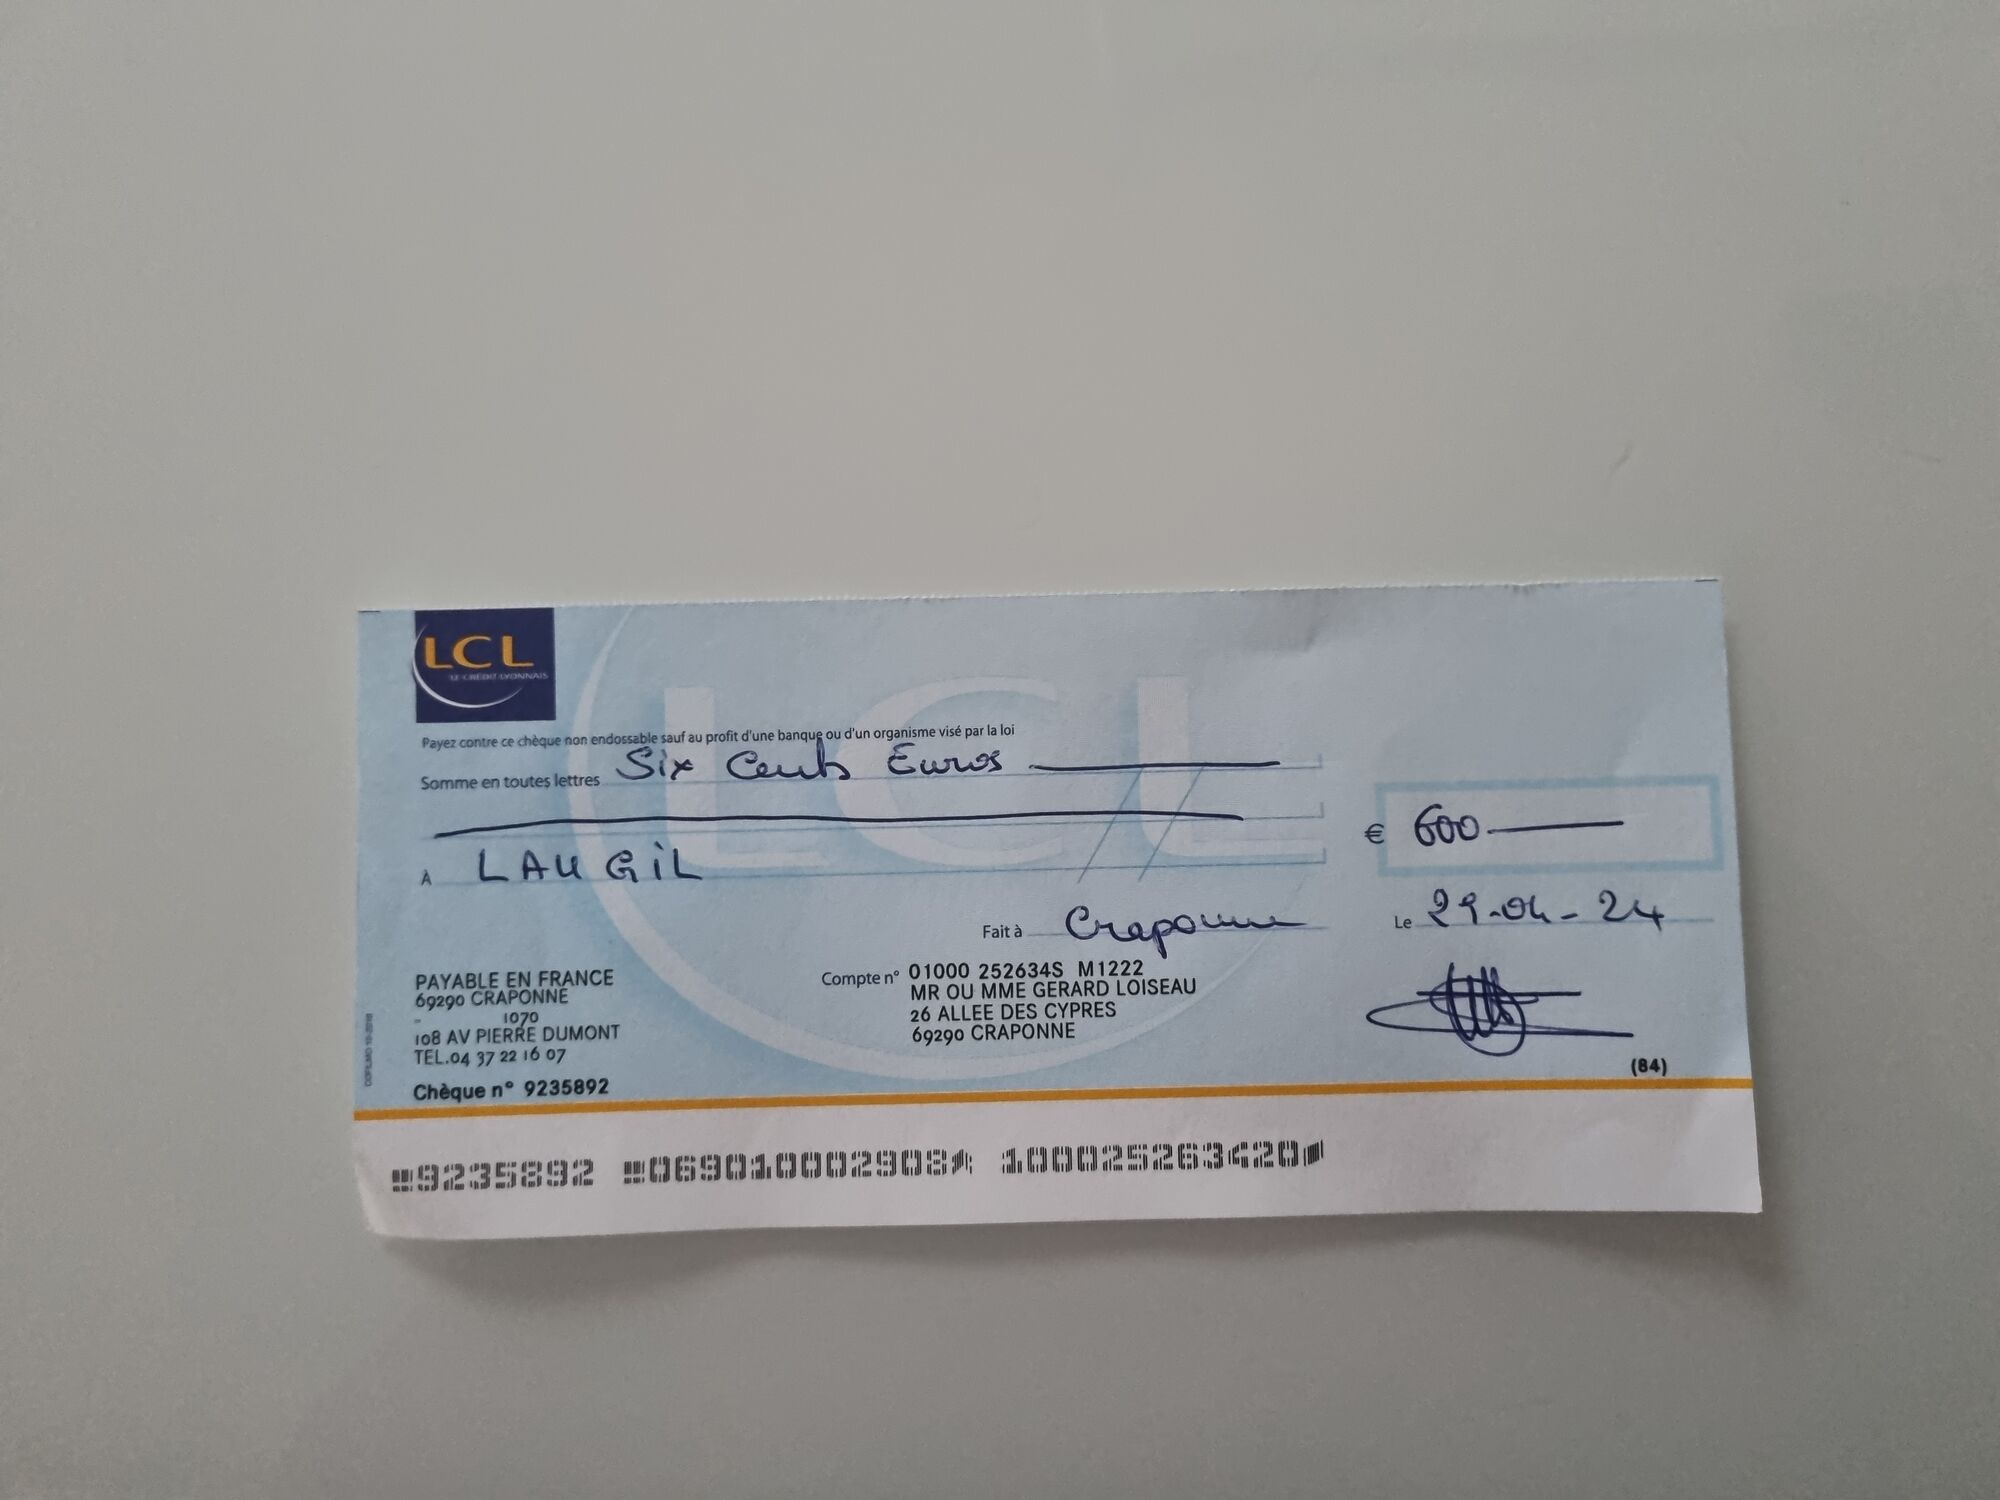 LCL
LE CREDIT LYONNAIS
Payez contre ce chèque non endossable sauf au profit d'une banque ou d'un organisme visé par la loi
Somme en toutes lettres Six Cents Euros
€ 600
À LAUGIL
Fait à Craponne Le 29-04-24
PAYABLE EN FRANCE
69290 CRAPONNE
- 1070
108 AV PIERRE DUMONT
TEL.04 37 22 16 07
Chèque n° 9235892
Compte n° 01000 252634S M1222
MR OU MME GERARD LOISEAU
26 ALLEE DES CYPRES
69290 CRAPONNE
(84)
9235892 069010002908 100025263420